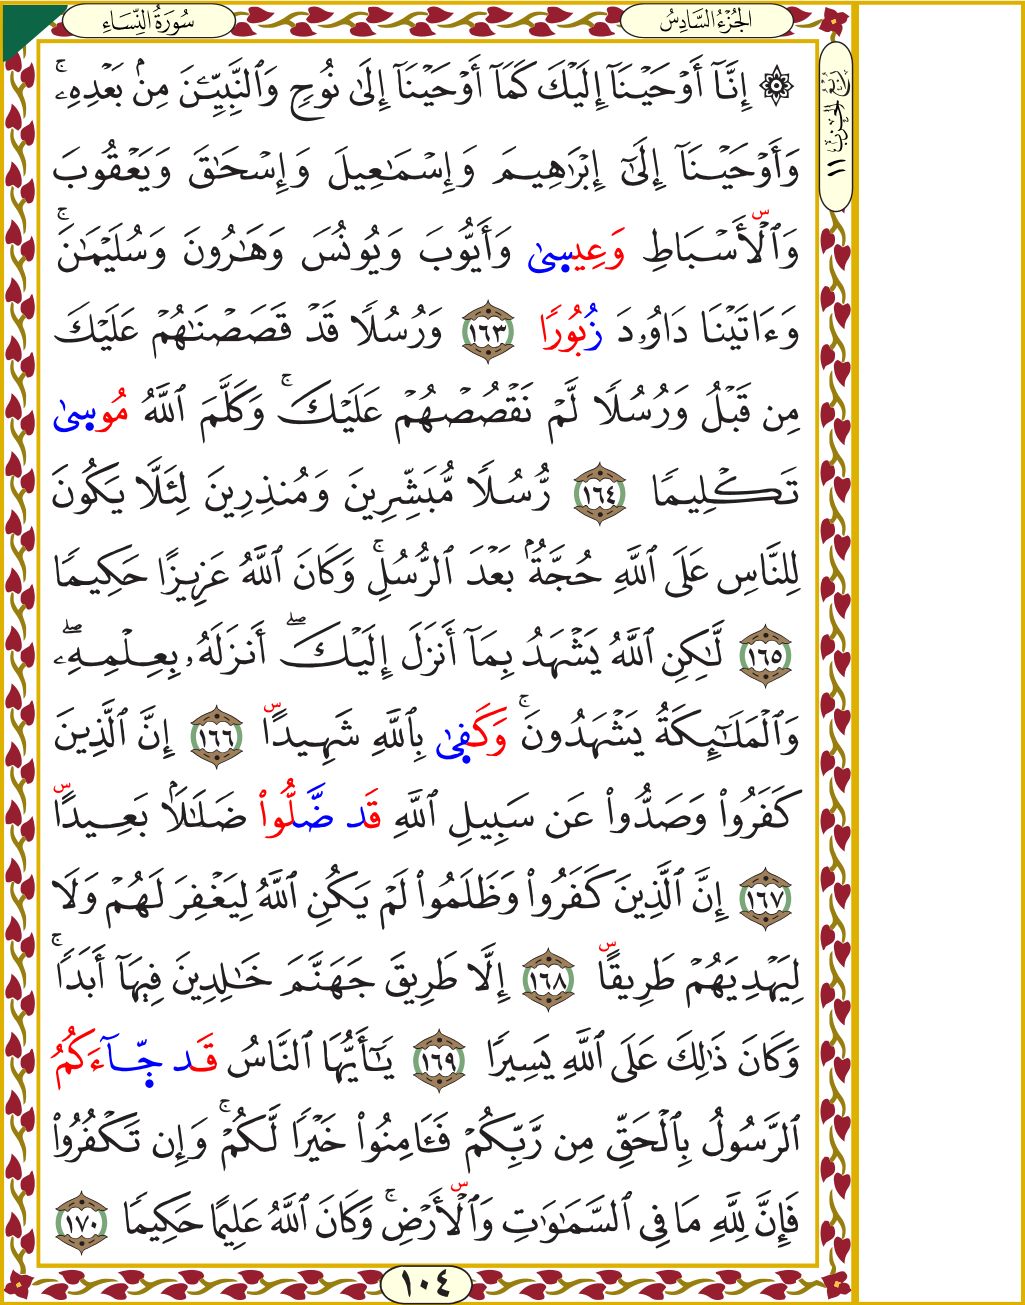 سُورَةُ النِّسَاءِ
الجُزْءُ السَّادِسُ
رُبْعُ الحِزْبِ ١١
۞ إِنَّآ أَوْحَيْنَآ إِلَيْكَ كَمَآ أَوْحَيْنَآ إِلَىٰ نُوحٍ وَٱلنَّبِيِّـۧنَ مِنۢ بَعْدِهِۦۚ
وَأَوْحَيْنَآ إِلَىٰٓ إِبْرَٰهِيمَ وَإِسْمَٰعِيلَ وَإِسْحَٰقَ وَيَعْقُوبَ
وَٱلْأَسْبَاطِ وَعِيسىٰ وَأَيُّوبَ وَيُونُسَ وَهَٰرُونَ وَسُلَيْمَٰنَۚ
وَءَاتَيْنَا دَاوُۥدَ زُبُورًا ١٦٣ وَرُسُلًا قَدْ قَصَصْنَٰهُمْ عَلَيْكَ
مِن قَبْلُ وَرُسُلًا لَّمْ نَقْصُصْهُمْ عَلَيْكَۚ وَكَلَّمَ ٱللَّهُ مُوسىٰ
تَكْلِيمًا ١٦٤ رُّسُلًا مُّبَشِّرِينَ وَمُنذِرِينَ لِئَلَّا يَكُونَ
لِلنَّاسِ عَلَى ٱللَّهِ حُجَّةٌۢ بَعْدَ ٱلرُّسُلِۚ وَكَانَ ٱللَّهُ عَزِيزًا حَكِيمًا
١٦٥ لَّٰكِنِ ٱللَّهُ يَشْهَدُ بِمَآ أَنزَلَ إِلَيْكَۖ أَنزَلَهُۥ بِعِلْمِهِۦۖ
وَٱلْمَلَٰٓئِكَةُ يَشْهَدُونَۚ وَكَفىٰ بِٱللَّهِ شَهِيدًا ١٦٦ إِنَّ ٱلَّذِينَ
كَفَرُوا۟ وَصَدُّوا۟ عَن سَبِيلِ ٱللَّهِ قَد ضَّلُّوا۟ ضَلَٰلًۢا بَعِيدًا
١٦٧ إِنَّ ٱلَّذِينَ كَفَرُوا۟ وَظَلَمُوا۟ لَمْ يَكُنِ ٱللَّهُ لِيَغْفِرَ لَهُمْ وَلَا
لِيَهْدِيَهُمْ طَرِيقًا ١٦٨ إِلَّا طَرِيقَ جَهَنَّمَ خَٰلِدِينَ فِيهَآ أَبَدًاۚ
وَكَانَ ذَٰلِكَ عَلَى ٱللَّهِ يَسِيرًا ١٦٩ يَٰٓأَيُّهَا ٱلنَّاسُ قَد جَّآءَكُمُ
ٱلرَّسُولُ بِٱلْحَقِّ مِن رَّبِّكُمْ فَـَٔامِنُوا۟ خَيْرًا لَّكُمْۚ وَإِن تَكْفُرُوا۟
فَإِنَّ لِلَّهِ مَا فِى ٱلسَّمَٰوَٰتِ وَٱلْأَرْضِۚ وَكَانَ ٱللَّهُ عَلِيمًا حَكِيمًا ١٧٠
١٠٤